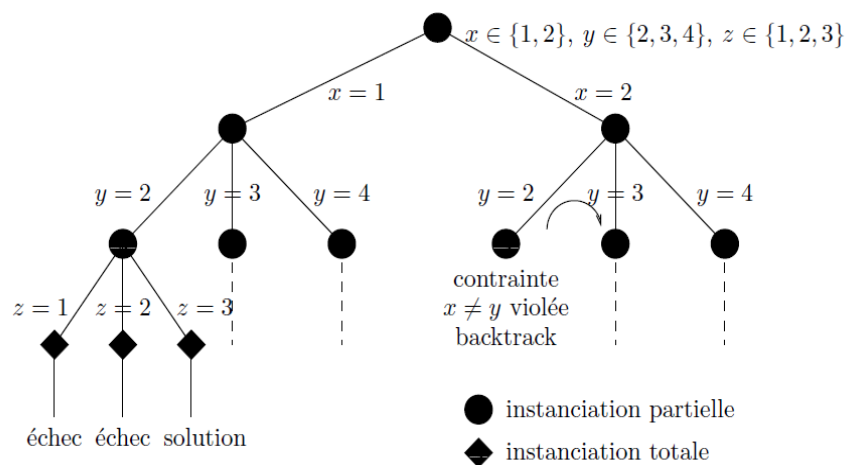 x ∈ {1, 2}, y ∈ {2, 3, 4}, z ∈ {1, 2, 3}
x = 1
x = 2
y = 2
y = 3
y = 4
y = 2
y = 3
y = 4
contrainte
x ≠ y violée
backtrack
z = 1
z = 2
z = 3
échec
échec
solution
instanciation partielle
instanciation totale